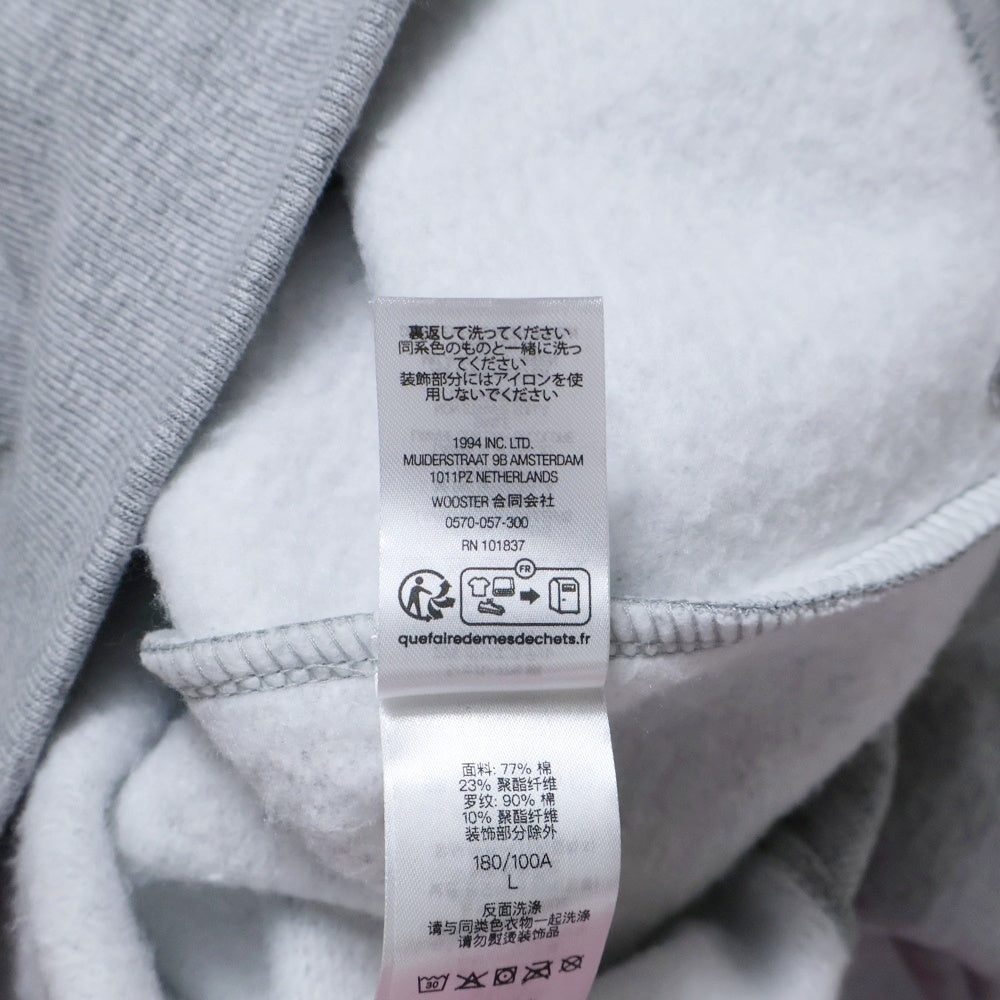 裏返して洗ってください
同系色のものと一緒に洗っ
てください
装飾部分にはアイロンを使
用しないでください
1994 INC. LTD.
MUIDERSTRAAT 9B AMSTERDAM
1011PZ NETHERLANDS
WOOSTER 合同会社
0570-057-300
RN 101837
FR
quefairedemesdechets.fr
面料: 77% 棉
23% 聚酯纤维
罗纹: 90% 棉
10% 聚酯纤维
装饰部分除外
180/100A
L
反面洗涤
请与同类色衣物一起洗涤
请勿熨烫装饰品
30